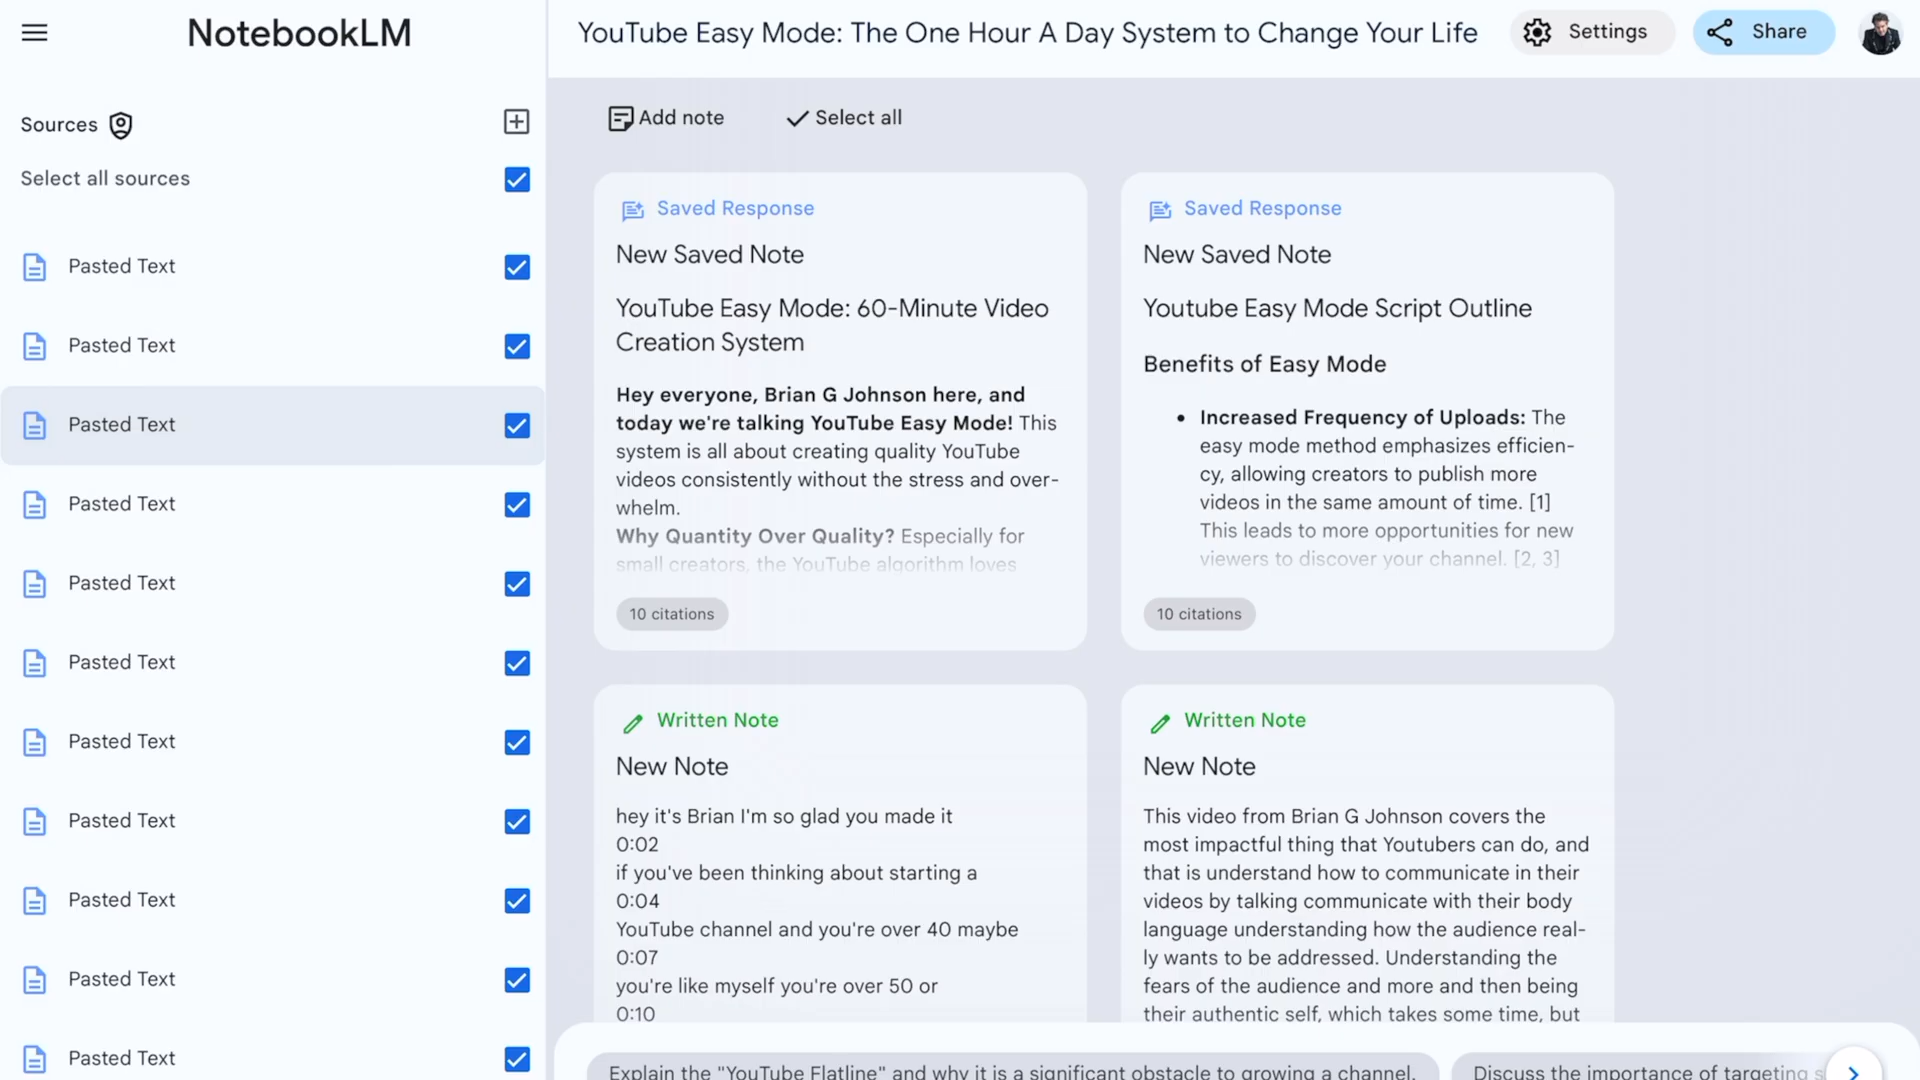 NotebookLM
YouTube Easy Mode: The One Hour A Day System to Change Your Life
Settings
Share
Sources
Select all sources
Pasted Text
Pasted Text
Pasted Text
Pasted Text
Pasted Text
Pasted Text
Pasted Text
Pasted Text
Pasted Text
Pasted Text
Pasted Text
Add note
Select all
Saved Response
New Saved Note
YouTube Easy Mode: 60-Minute Video
Creation System
Hey everyone, Brian G Johnson here, and
today we're talking YouTube Easy Mode! This
system is all about creating quality YouTube
videos consistently without the stress and over-
whelm.
Why Quantity Over Quality? Especially for
small creators, the YouTube algorithm loves
10 citations
Saved Response
New Saved Note
Youtube Easy Mode Script Outline
Benefits of Easy Mode
• Increased Frequency of Uploads: The
easy mode method emphasizes efficien-
cy, allowing creators to publish more
videos in the same amount of time. [1]
This leads to more opportunities for new
viewers to discover your channel. [2, 3]
10 citations
Written Note
New Note
hey it's Brian I'm so glad you made it
0:02
if you've been thinking about starting a
0:04
YouTube channel and you're over 40 maybe
0:07
you're like myself you're over 50 or
0:10
Written Note
New Note
This video from Brian G Johnson covers the
most impactful thing that Youtubers can do, and
that is understand how to communicate in their
videos by talking communicate with their body
language understanding how the audience real-
ly wants to be addressed. Understanding the
fears of the audience and more and then being
their authentic self, which takes some time, but
Explain the "YouTube Flatline" and why it is a significant obstacle to growing a channel.
Discuss the importance of targeting s